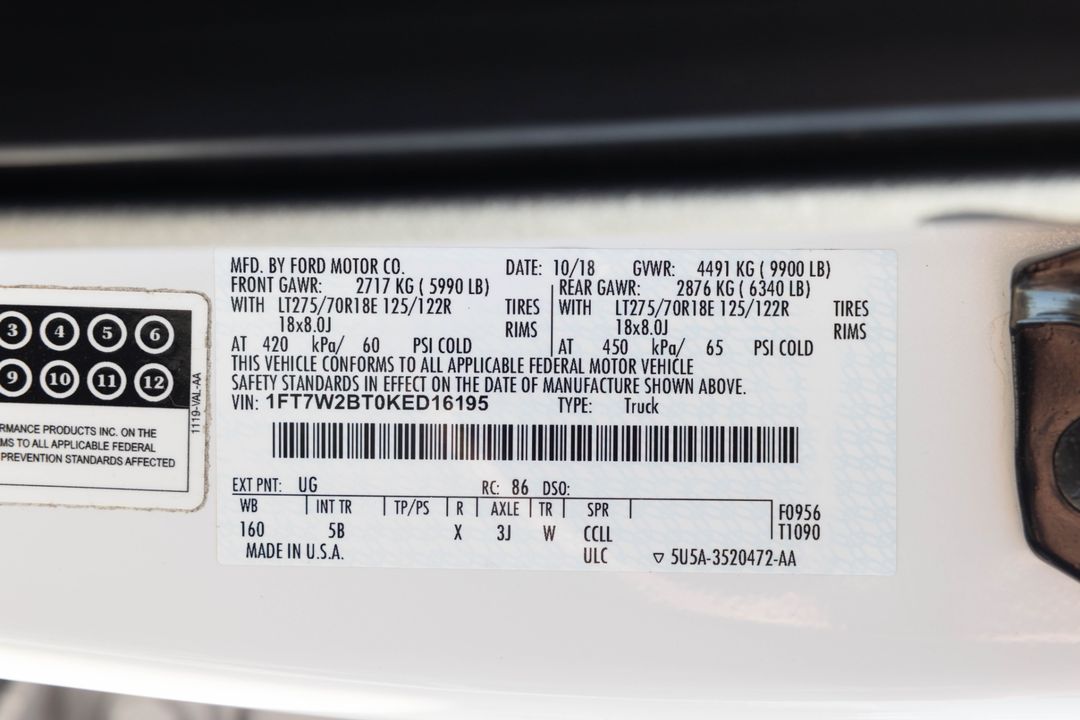 MFD. BY FORD MOTOR CO. DATE: 10/18 GVWR: 4491 KG ( 9900 LB)
FRONT GAWR: 2717 KG ( 5990 LB) REAR GAWR: 2876 KG ( 6340 LB)
WITH LT275/70R18E 125/122R TIRES WITH LT275/70R18E 125/122R TIRES
18x8.0J RIMS 18x8.0J RIMS
AT 420 kPa/ 60 PSI COLD AT 450 kPa/ 65 PSI COLD
THIS VEHICLE CONFORMS TO ALL APPLICABLE FEDERAL MOTOR VEHICLE
SAFETY STANDARDS IN EFFECT ON THE DATE OF MANUFACTURE SHOWN ABOVE.
VIN: 1FT7W2BT0KED16195 TYPE: Truck
EXT PNT: UG RC: 86 DSO:
WB INT TR TP/PS R AXLE TR SPR F0956
160 5B X 3J W CCLL T1090
MADE IN U.S.A. ULC ▽ 5U5A-3520472-AA
3 4 5 6
9 10 11 12
1119-VAL-AA
RMANCE PRODUCTS INC. ON THE
MS TO ALL APPLICABLE FEDERAL
PREVENTION STANDARDS AFFECTED